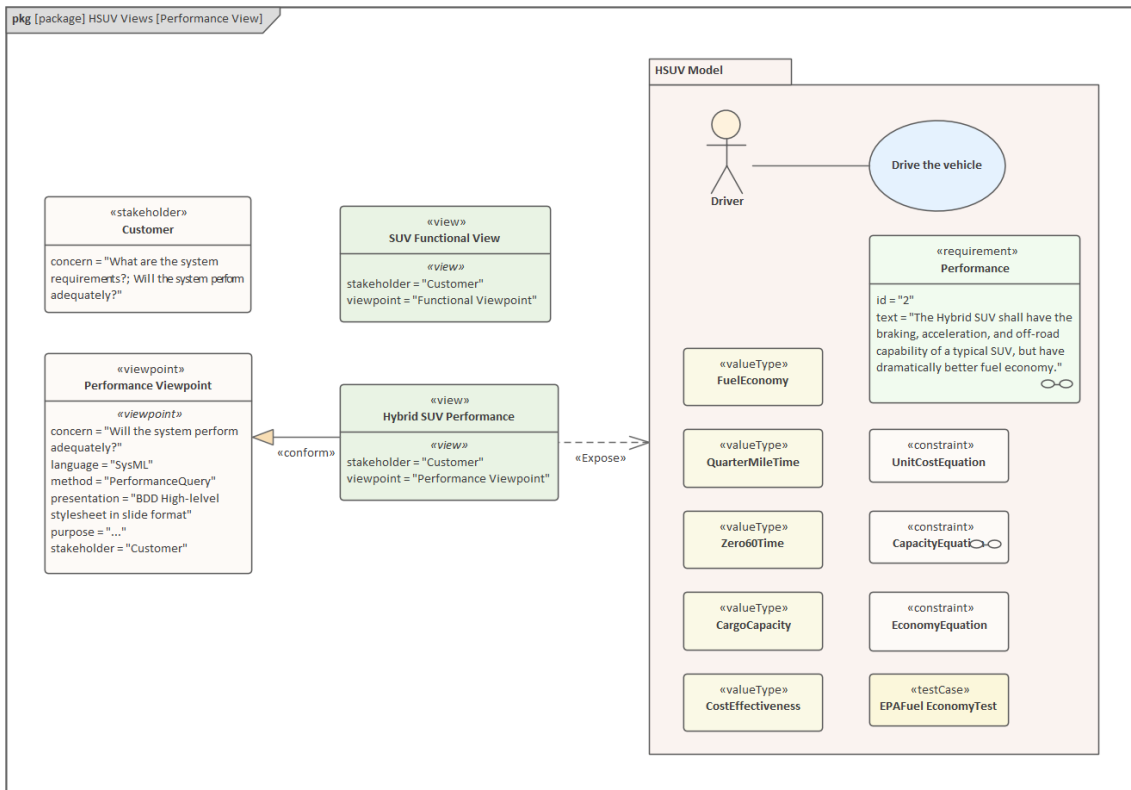 pkg [package] HSUV Views [Performance View]
HSUV Model
Driver
Drive the vehicle
«stakeholder»
Customer
concern = "What are the system
requirements?; Will the system perform
adequately?"
«view»
SUV Functional View
«view»
stakeholder = "Customer"
viewpoint = "Functional Viewpoint"
«requirement»
Performance
id = "2"
text = "The Hybrid SUV shall have the
braking, acceleration, and off-road
capability of a typical SUV, but have
dramatically better fuel economy."
«viewpoint»
Performance Viewpoint
«viewpoint»
concern = "Will the system perform
adequately?"
language = "SysML"
method = "PerformanceQuery"
presentation = "BDD High-lelvel
stylesheet in slide format"
purpose = "..."
stakeholder = "Customer"
«conform»
«view»
Hybrid SUV Performance
«view»
stakeholder = "Customer"
viewpoint = "Performance Viewpoint"
«Expose»
«valueType»
FuelEconomy
«valueType»
QuarterMileTime
«constraint»
UnitCostEquation
«valueType»
Zero60Time
«constraint»
«valueType»
CargoCapacity
«constraint»
EconomyEquation
«valueType»
CostEffectiveness
«testCase»
EPAFuel EconomyTest